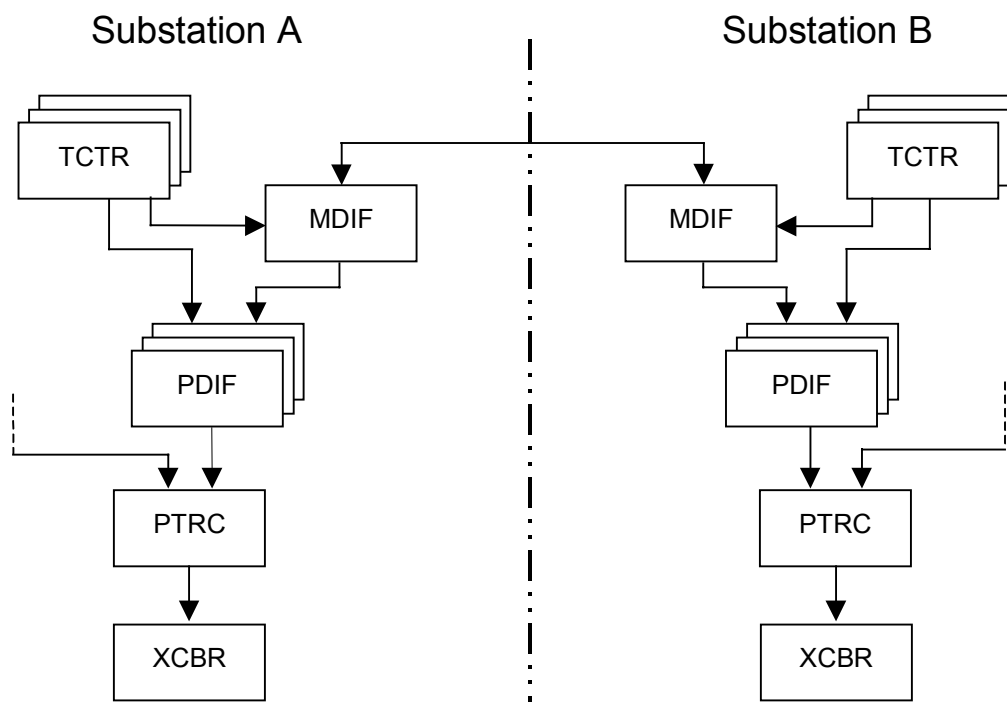 Substation A
Substation B
TCTR
TCTR
MDIF
MDIF
PDIF
PDIF
PTRC
PTRC
XCBR
XCBR